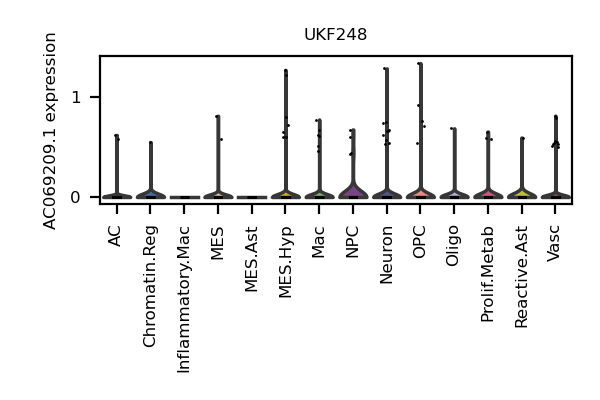 UKF248
AC069209.1 expression
1
0
AC
Chromatin.Reg
Inflammatory.Mac
MES
MES.Ast
MES.Hyp
Mac
NPC
Neuron
OPC
Oligo
Prolif.Metab
Reactive.Ast
Vasc